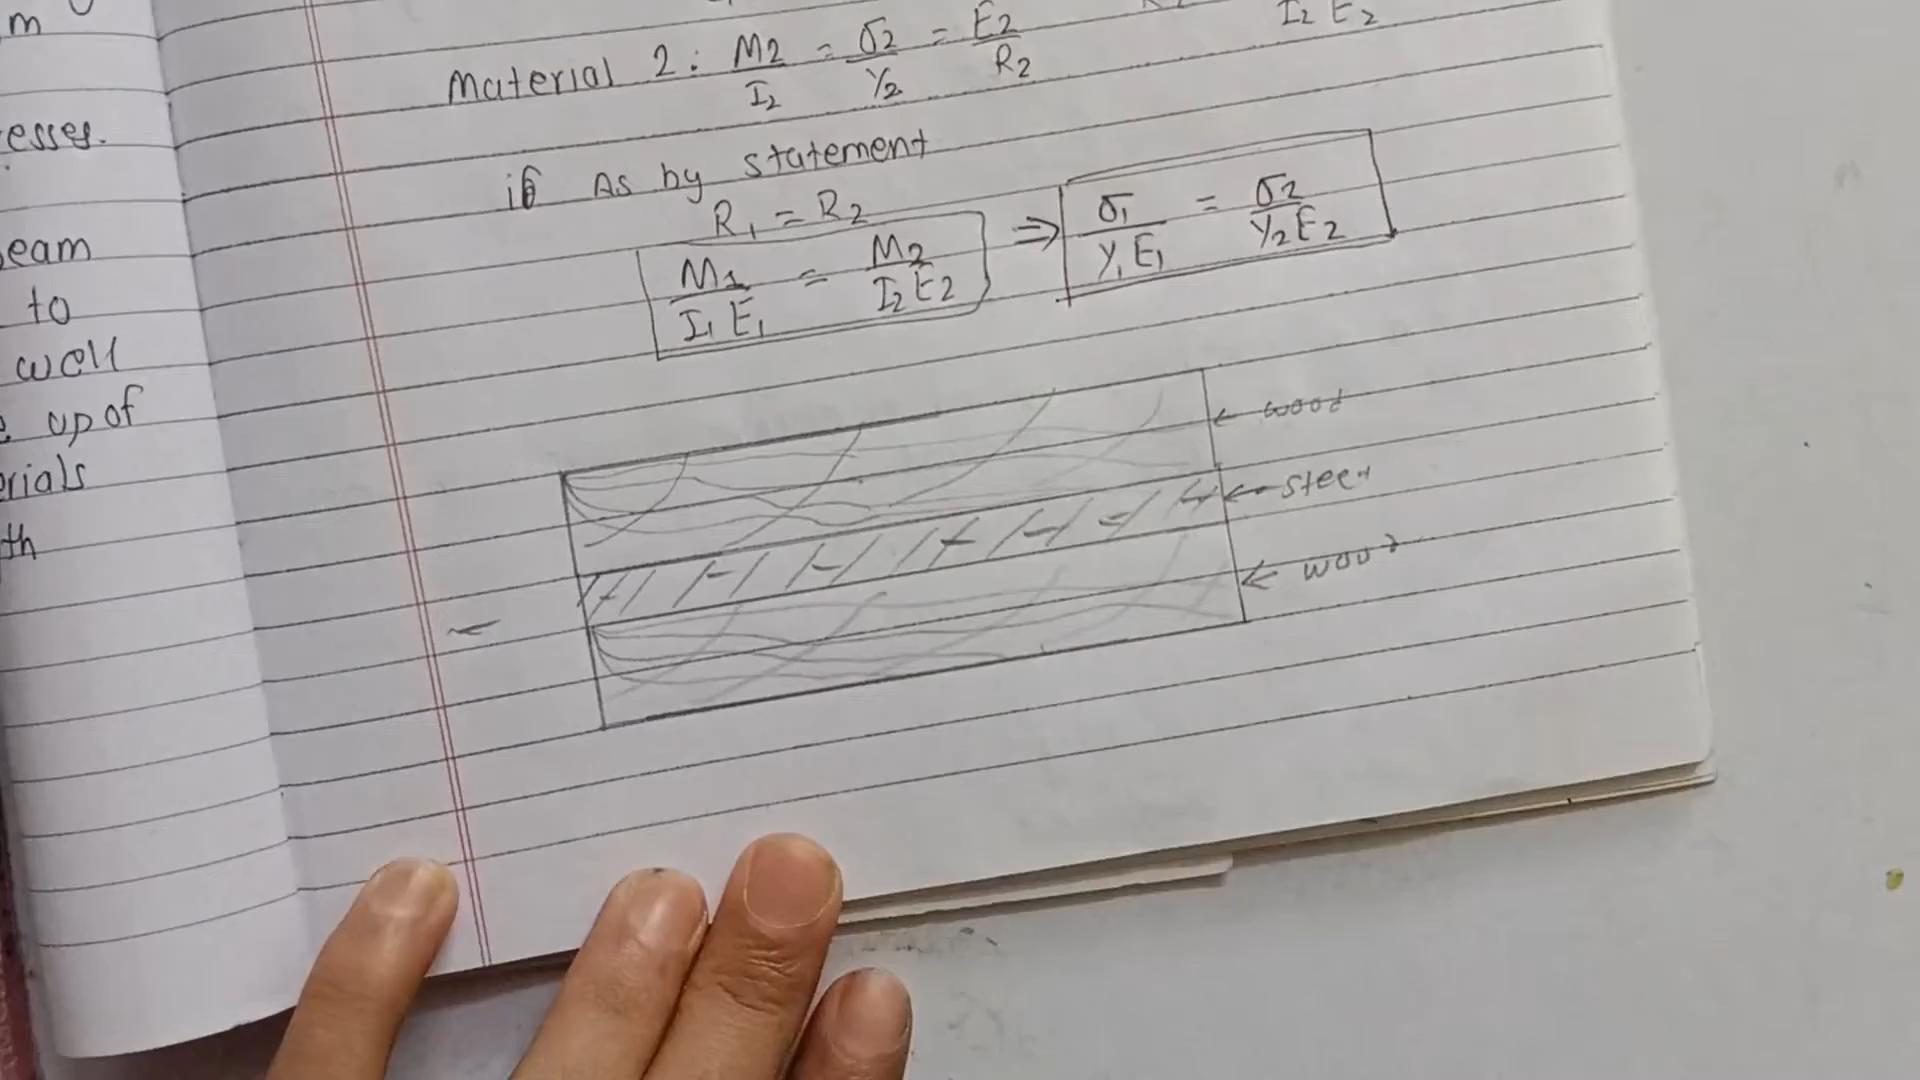 m
esses.
eam
to
well
up of
rials
th
I₂ E₂
Material 2: M₂/I₂ = σ₂/Y₂ = E₂/R₂
if As by statement
R₁ = R₂
M₁/I₁E₁ = M₂/I₂E₂ ⇒ σ₁/Y₁E₁ = σ₂/Y₂E₂
← wood
← steel
← wood